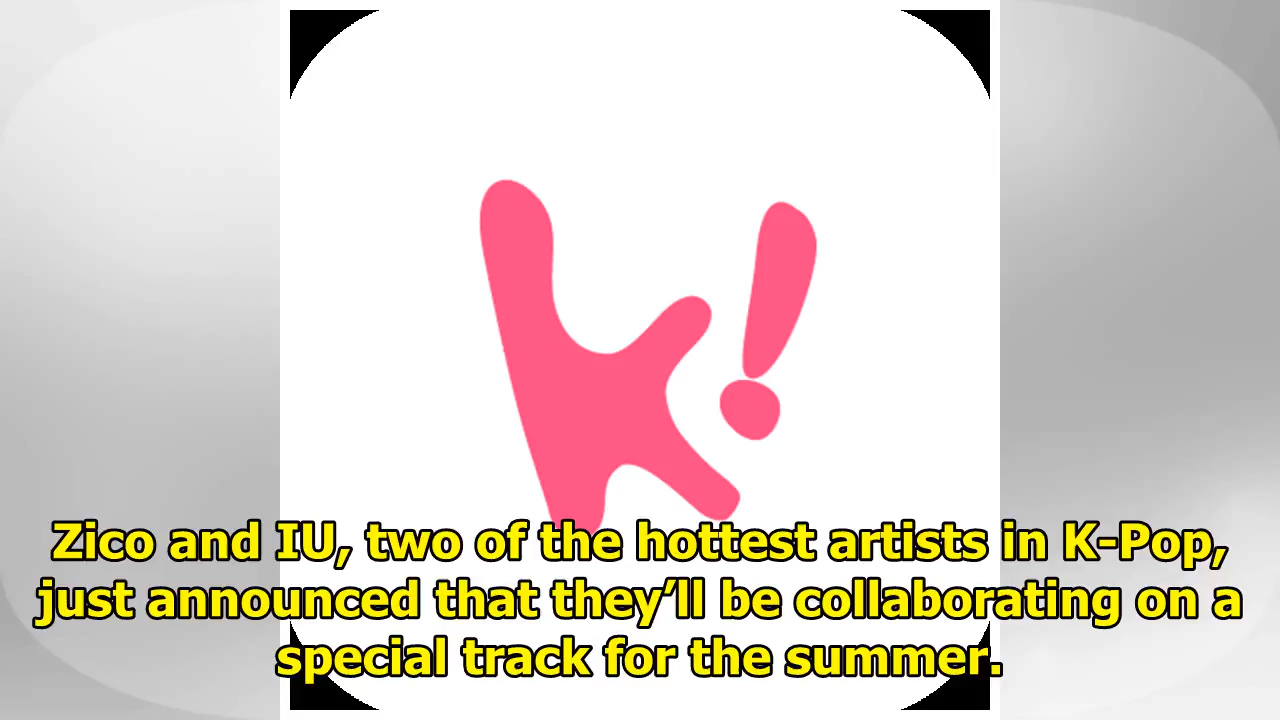 k!
Zico and IU, two of the hottest artists in K-Pop,
just announced that they’ll be collaborating on a
special track for the summer.